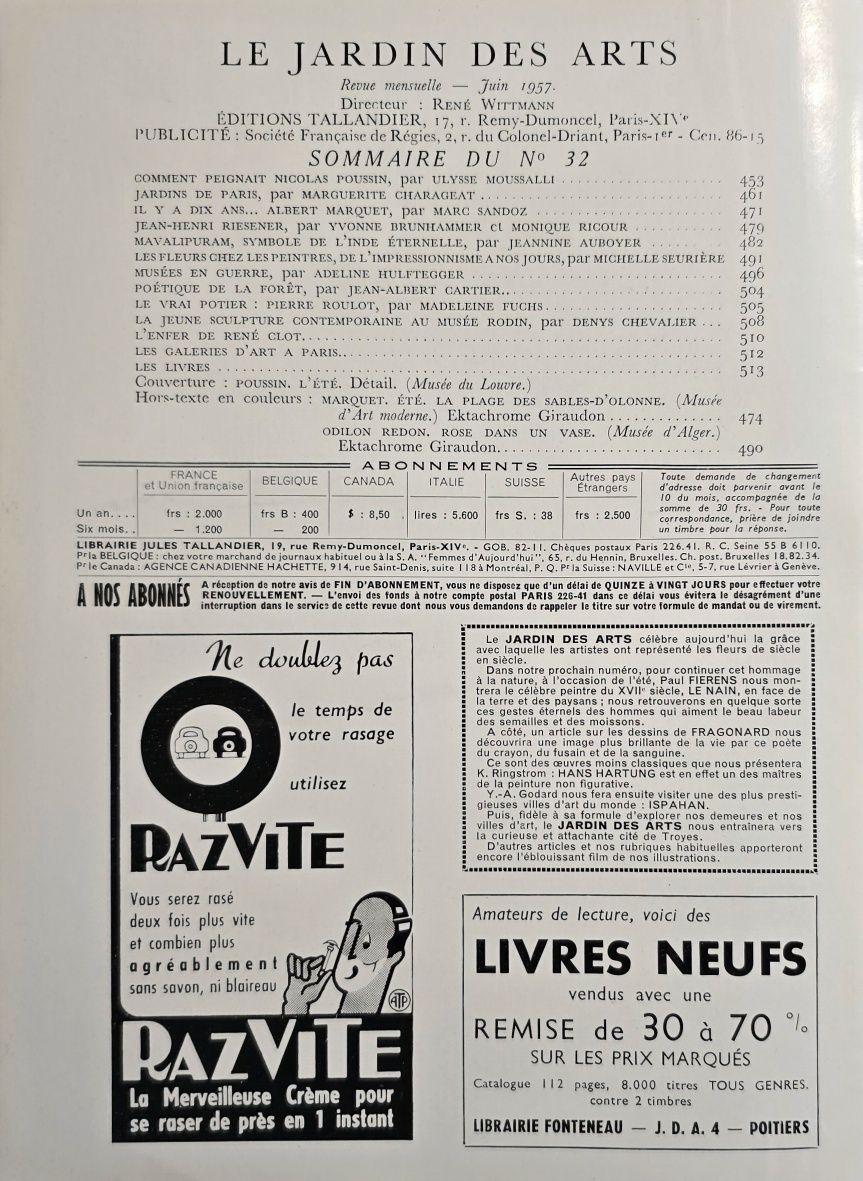 LE JARDIN DES ARTS
Revue mensuelle — Juin 1957.
Directeur : RENÉ WITTMANN
ÉDITIONS TALLANDIER, 17, r. Remy-Dumoncel, Paris-XIVe
PUBLICITÉ : Société Française de Régies, 2, r. du Colonel-Driant, Paris-1er - Cen. 86-15
SOMMAIRE DU No 32
COMMENT PEIGNAIT NICOLAS POUSSIN, par ULYSSE MOUSSALLI .................... 453
JARDINS DE PARIS, par MARGUERITE CHARAGEAT .............................. 461
IL Y A DIX ANS... ALBERT MARQUET, par MARC SANDOZ ....................... 471
JEAN-HENRI RIESENER, par YVONNE BRUNHAMMER et MONIQUE RICOUR ............ 479
MAVALIPURAM, SYMBOLE DE L'INDE ÉTERNELLE, par JEANNINE AUBOYER ......... 482
LES FLEURS CHEZ LES PEINTRES, DE L'IMPRESSIONNISME A NOS JOURS, par MICHELLE SEURIÈRE 491
MUSÉES EN GUERRE, par ADELINE HULFTEGGER ................................ 496
POÉTIQUE DE LA FORÊT, par JEAN-ALBERT CARTIER............................ 504
LE VRAI POTIER : PIERRE ROULOT, par MADELEINE FUCHS...................... 505
LA JEUNE SCULPTURE CONTEMPORAINE AU MUSÉE RODIN, par DENYS CHEVALIER ... 508
L'ENFER DE RENÉ CLOT..................................................... 510
LES GALERIES D'ART A PARIS............................................... 512
LES LIVRES .............................................................. 513
Couverture : POUSSIN. L'ÉTÉ. Détail. (Musée du Louvre.)
Hors-texte en couleurs : MARQUET. ÉTÉ. LA PLAGE DES SABLES-D'OLONNE. (Musée
d'Art moderne.) Ektachrome Giraudon ............. 474
ODILON REDON. ROSE DANS UN VASE. (Musée d'Alger.)
Ektachrome Giraudon.......................... 490
ABONNEMENTS
FRANCE et Union française | BELGIQUE | CANADA | ITALIE | SUISSE | Autres pays Étrangers
Un an.... frs : 2.000 | frs B : 400 | $ : 8,50 | lires : 5.600 | frs S. : 38 | frs : 2.500
Six mois.. — 1.200 | — 200
Toute demande de changement
d'adresse doit parvenir avant le
10 du mois, accompagnée de la
somme de 30 frs. - Pour toute
correspondance, prière de joindre
un timbre pour la réponse.
LIBRAIRIE JULES TALLANDIER, 19, rue Remy-Dumoncel, Paris-XIVe. - GOB. 82-11. Chèques postaux Paris 226.41. R. C. Seine 55 B 6110.
Pr la BELGIQUE : chez votre marchand de journaux habituel ou à la S. A. "Femmes d'Aujourd'hui", 65, r. du Hennin, Bruxelles. Ch. post. Bruxelles 18.82.34.
Pr le Canada : AGENCE CANADIENNE HACHETTE, 914, rue Saint-Denis, suite 118 à Montréal, P. Q. Pr la Suisse : NAVILLE et Cie, 5-7, rue Lévrier à Genève.
A NOS ABONNÉS
A réception de notre avis de FIN D'ABONNEMENT, vous ne disposez que d'un délai de QUINZE à VINGT JOURS pour effectuer votre
RENOUVELLEMENT. — L'envoi des fonds à notre compte postal PARIS 226-41 dans ce délai vous évitera le désagrément d'une
interruption dans le service de cette revue dont nous vous demandons de rappeler le titre sur votre formule de mandat ou de virement.
Ne doublez pas
le temps de
votre rasage
utilisez
RAZVITE
Vous serez rasé
deux fois plus vite
et combien plus
agréablement
sans savon, ni blaireau
ATP
RAZVITE
La Merveilleuse Crème pour
se raser de près en 1 instant
Le JARDIN DES ARTS célèbre aujourd'hui la grâce
avec laquelle les artistes ont représenté les fleurs de siècle
en siècle.
Dans notre prochain numéro, pour continuer cet hommage
à la nature, à l'occasion de l'été, Paul FIERENS nous mon-
trera le célèbre peintre du XVIIe siècle, LE NAIN, en face de
la terre et des paysans ; nous retrouverons en quelque sorte
ces gestes éternels des hommes qui aiment le beau labeur
des semailles et des moissons.
A côté, un article sur les dessins de FRAGONARD nous
découvrira une image plus brillante de la vie par ce poète
du crayon, du fusain et de la sanguine.
Ce sont des œuvres moins classiques que nous présentera
K. Ringstrom : HANS HARTUNG est en effet un des maîtres
de la peinture non figurative.
Y.-A. Godard nous fera ensuite visiter une des plus presti-
gieuses villes d'art du monde : ISPAHAN.
Puis, fidèle à sa formule d'explorer nos demeures et nos
villes d'art, le JARDIN DES ARTS nous entraînera vers
la curieuse et attachante cité de Troyes.
D'autres articles et nos rubriques habituelles apporteront
encore l'éblouissant film de nos illustrations.
Amateurs de lecture, voici des
LIVRES NEUFS
vendus avec une
REMISE de 30 à 70 %
SUR LES PRIX MARQUÉS
Catalogue 112 pages, 8.000 titres TOUS GENRES.
contre 2 timbres
LIBRAIRIE FONTENEAU — J. D. A. 4 — POITIERS